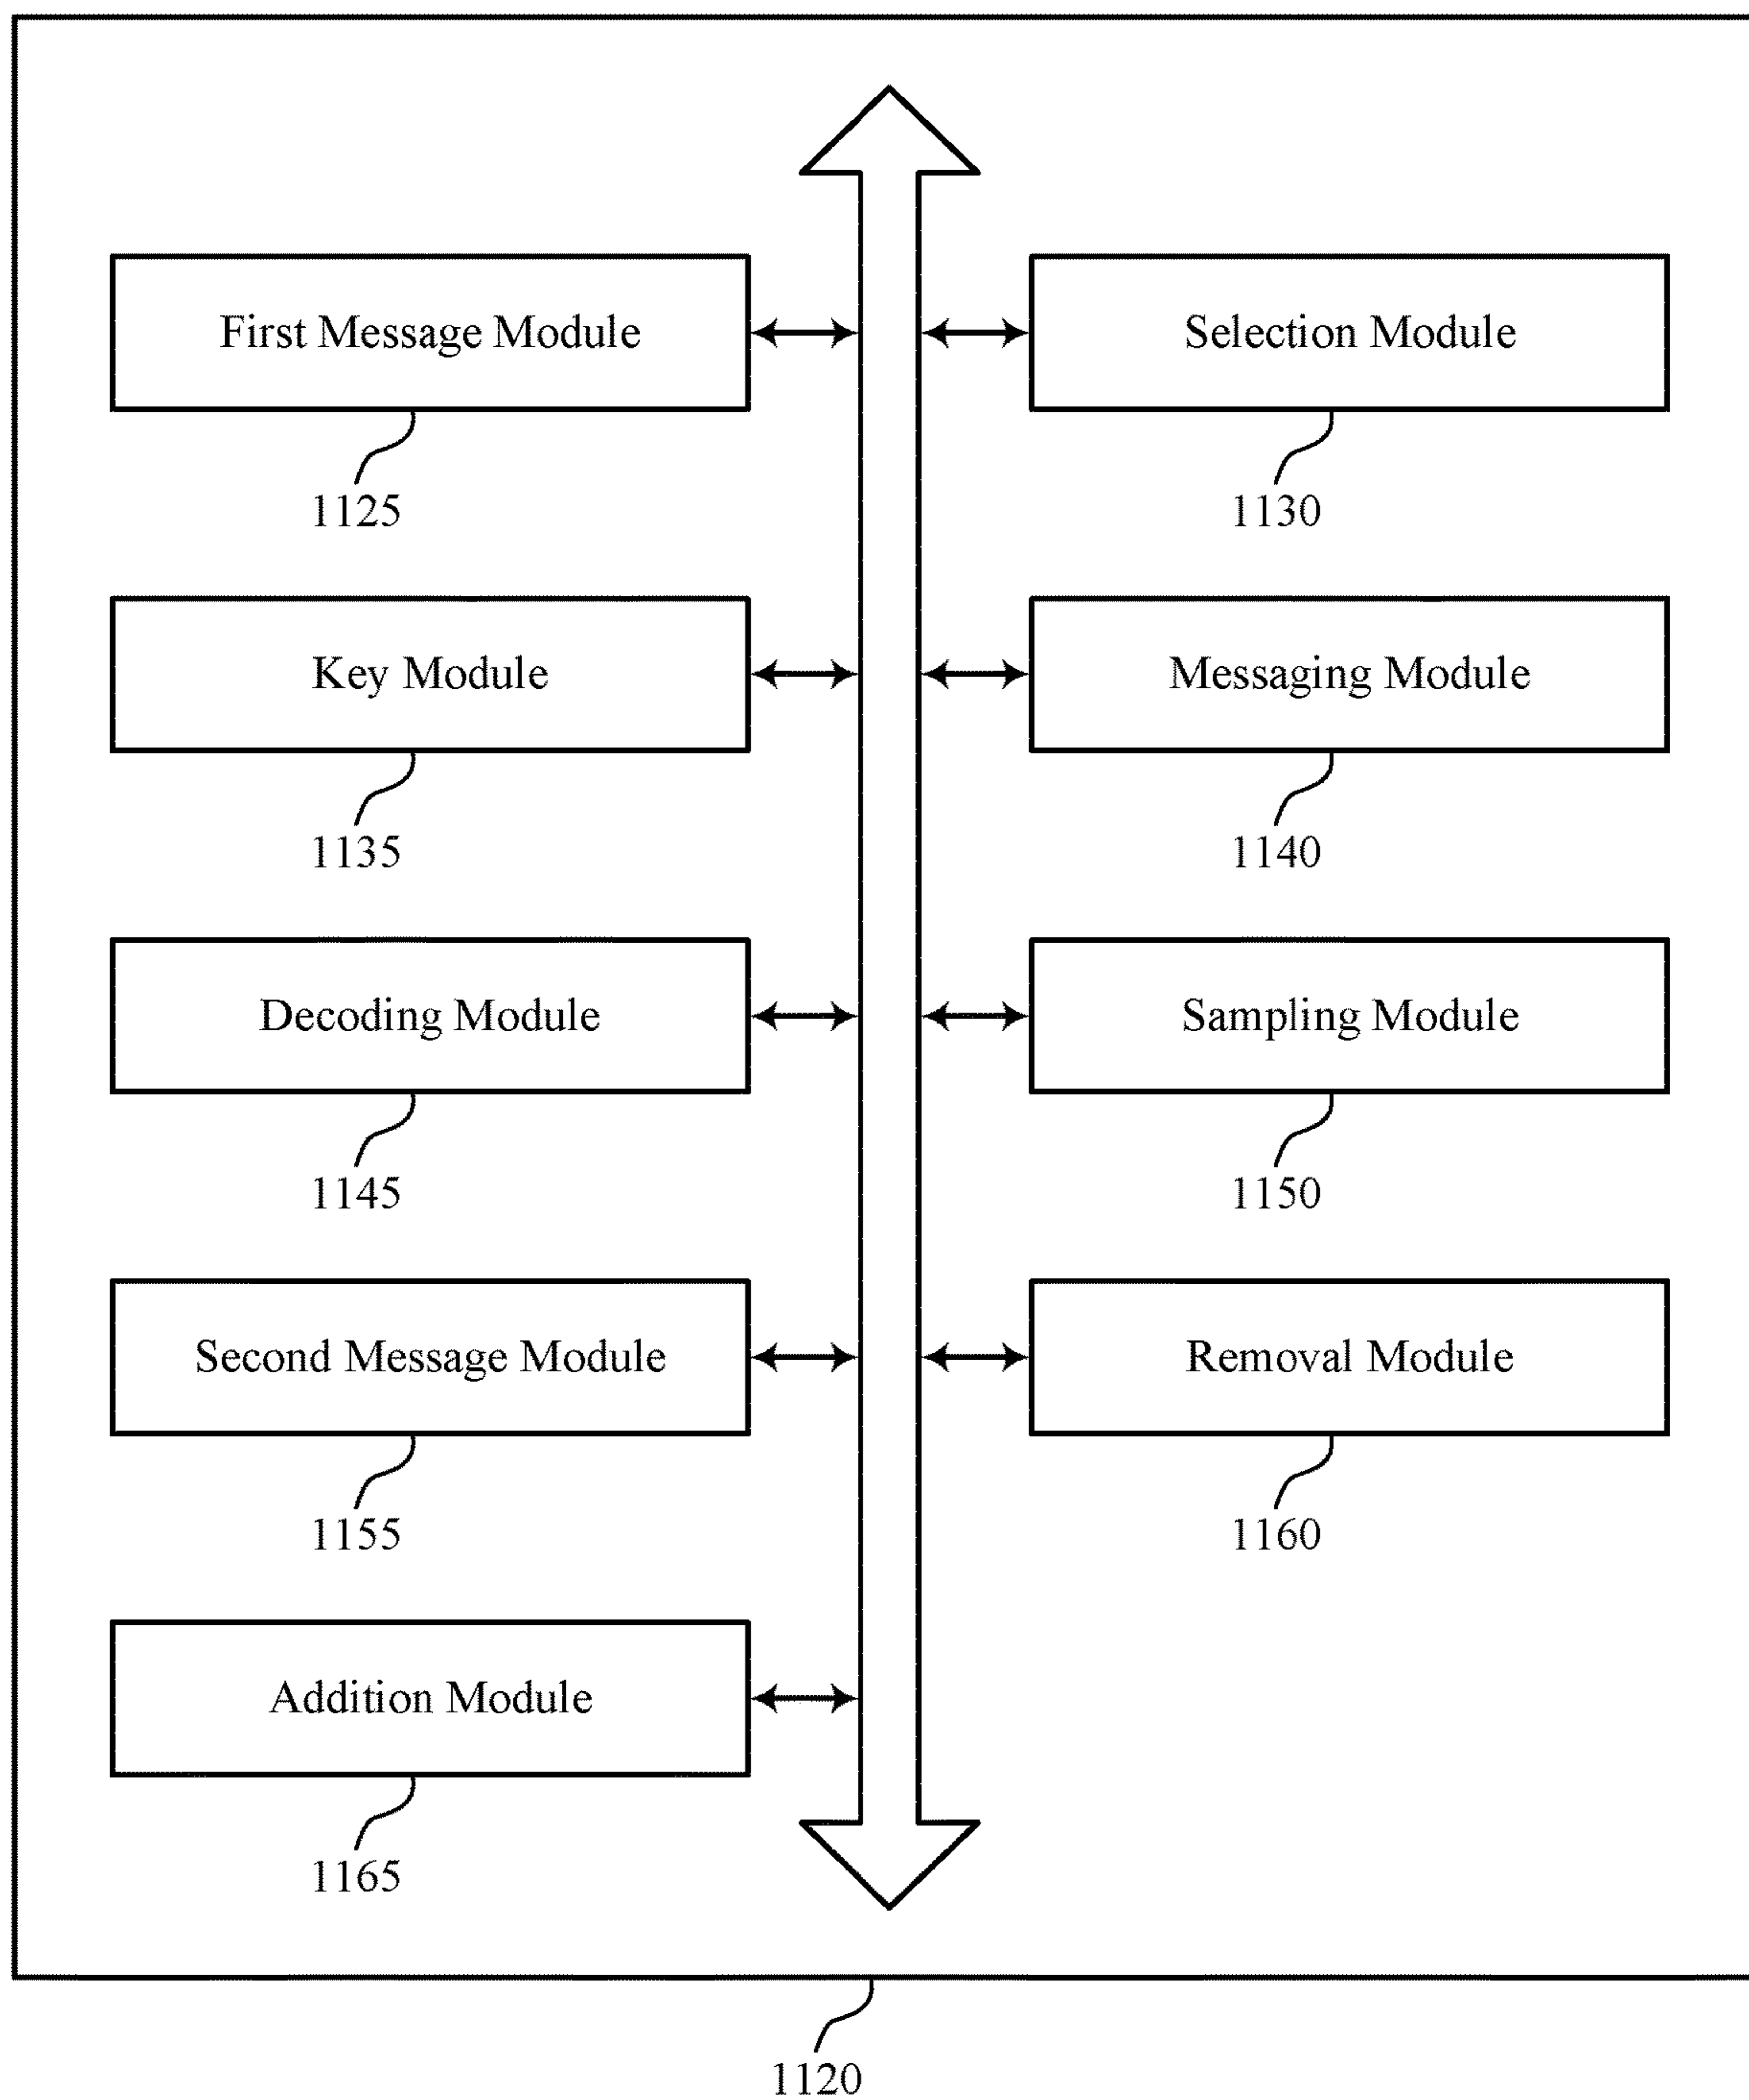 First Message Module
Selection Module
1125
1130
Key Module
Messaging Module
1135
1140
Decoding Module
Sampling Module
1145
1150
Second Message Module
Removal Module
1155
1160
Addition Module
1165
1120